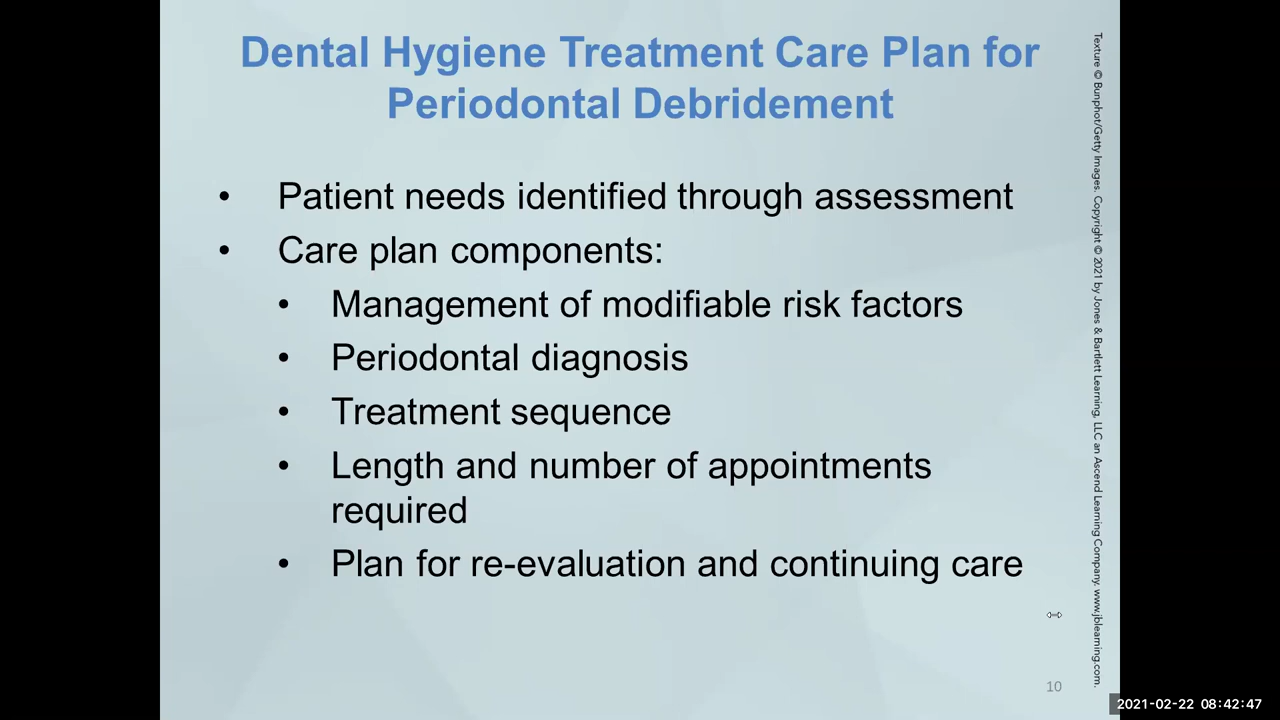 Dental Hygiene Treatment Care Plan for
Periodontal Debridement
• Patient needs identified through assessment
• Care plan components:
• Management of modifiable risk factors
• Periodontal diagnosis
• Treatment sequence
• Length and number of appointments
required
• Plan for re-evaluation and continuing care
Texture © Bunphot/Getty Images. Copyright © 2021 by Jones & Bartlett Learning, LLC an Ascend Learning Company. www.jblearning.com.
10
2021-02-22 08:42:47